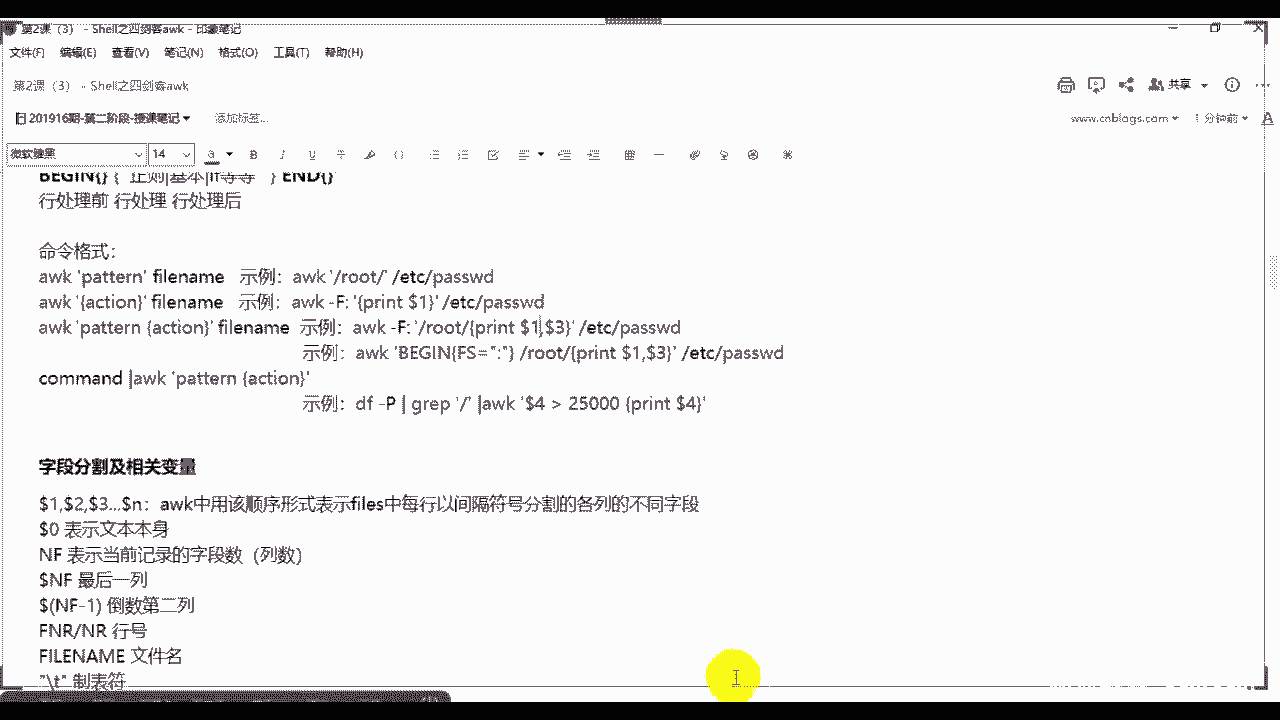 第2课（3） - Shell之四剑客awk - 印象笔记
文件(F) 编辑(E) 查看(V) 笔记(N) 格式(O) 工具(T) 帮助(H)
第2课（3） - Shell之四剑客awk
共享
201916期-第二阶段-授课笔记
添加标签...
www.cnblogs.com
1 分钟前
微软雅黑 14
BEGIN{} { 正则|基本|if等等 } END{}
行处理前 行处理 行处理后
命令格式：
awk 'pattern' filename 示例：awk '/root/' /etc/passwd
awk '{action}' filename 示例：awk -F: '{print $1}' /etc/passwd
awk 'pattern {action}' filename 示例：awk -F: '/root/{print $1,$3}' /etc/passwd
示例：awk 'BEGIN{FS=":"} /root/{print $1,$3}' /etc/passwd
command |awk 'pattern {action}'
示例：df -P | grep '/' |awk '$4 > 25000 {print $4}'
字段分割及相关变量
$1,$2,$3...$n：awk中用该顺序形式表示files中每行以间隔符号分割的各列的不同字段
$0 表示文本本身
NF 表示当前记录的字段数（列数）
$NF 最后一列
$(NF-1) 倒数第二列
FNR/NR 行号
FILENAME 文件名
"\t" 制表符